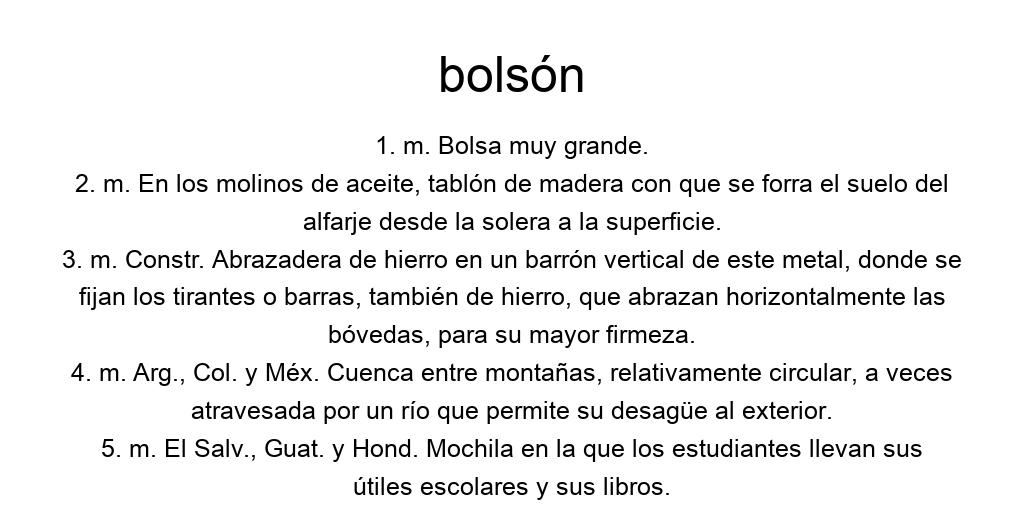 bolsón
1. m. Bolsa muy grande.
2. m. En los molinos de aceite, tablón de madera con que se forra el suelo del
alfarje desde la solera a la superficie.
3. m. Constr. Abrazadera de hierro en un barrón vertical de este metal, donde se
fijan los tirantes o barras, también de hierro, que abrazan horizontalmente las
bóvedas, para su mayor firmeza.
4. m. Arg., Col. y Méx. Cuenca entre montañas, relativamente circular, a veces
atravesada por un río que permite su desagüe al exterior.
5. m. El Salv., Guat. y Hond. Mochila en la que los estudiantes llevan sus
útiles escolares y sus libros.